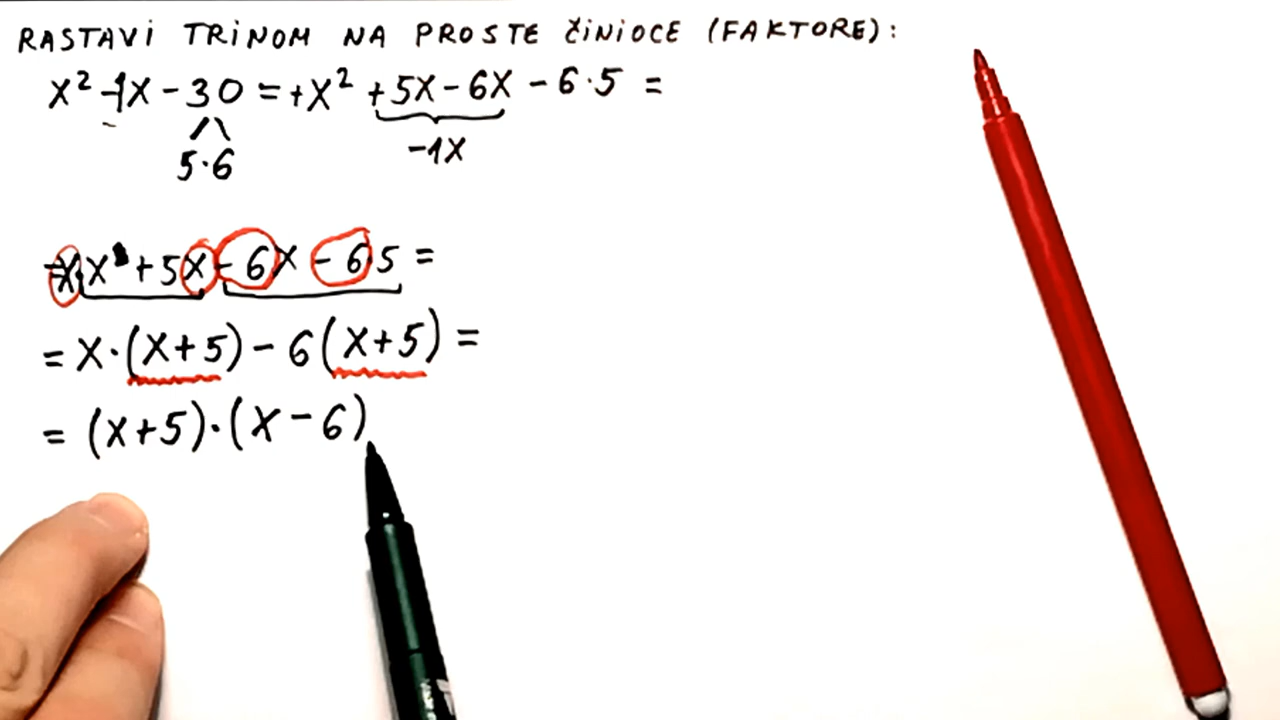 RASTAVI TRINOM NA PROSTE ČINIOCE (FAKTORE):
x² - 1x - 30 = +x² + 5x - 6x - 6·5 =
5·6
-1x
= x·x + 5x - 6x - 6·5 =
= x·(x+5) - 6(x+5) =
= (x+5)·(x-6)